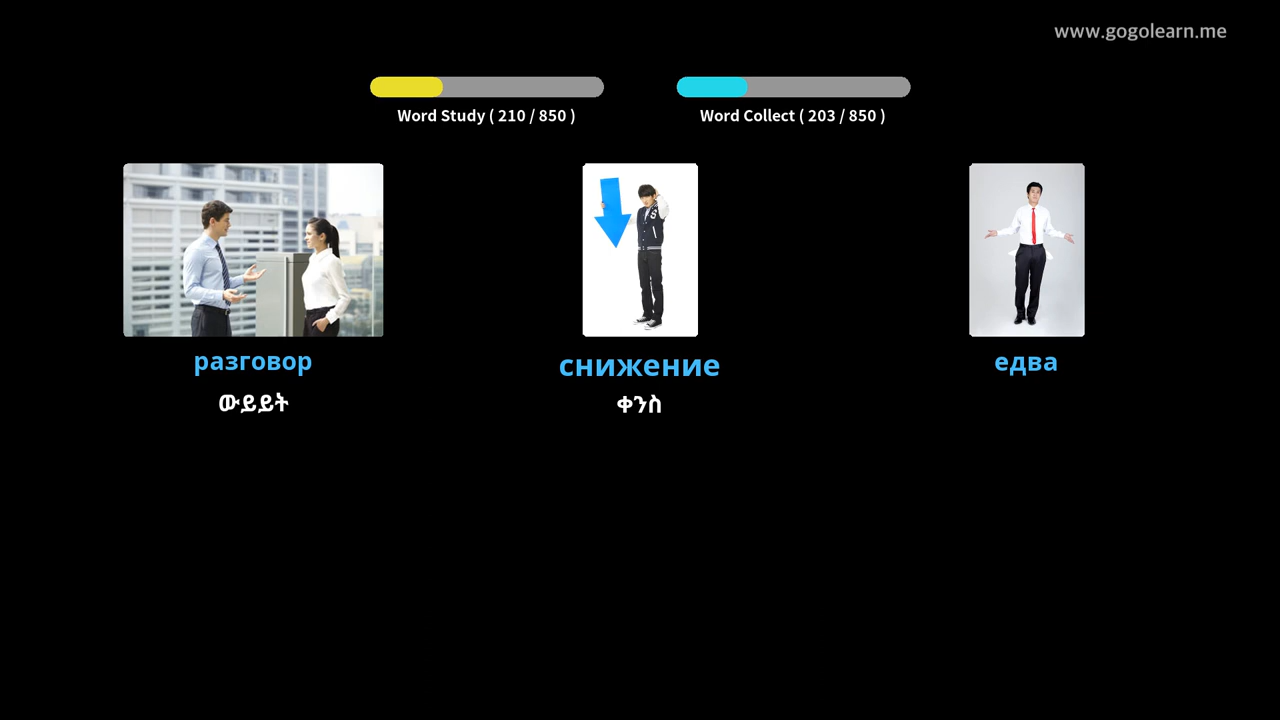 www.gogolearn.me
Word Study ( 210 / 850 )
Word Collect ( 203 / 850 )
разговор
ውይይት
снижение
ቀንስ
едва